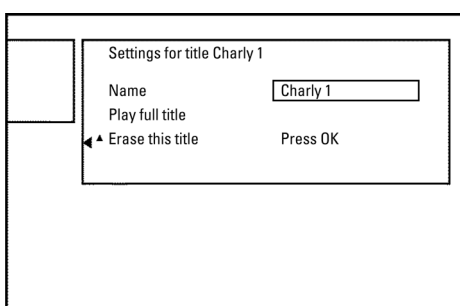 Settings for title Charly 1
Name Charly 1
Play full title
Erase this title Press OK